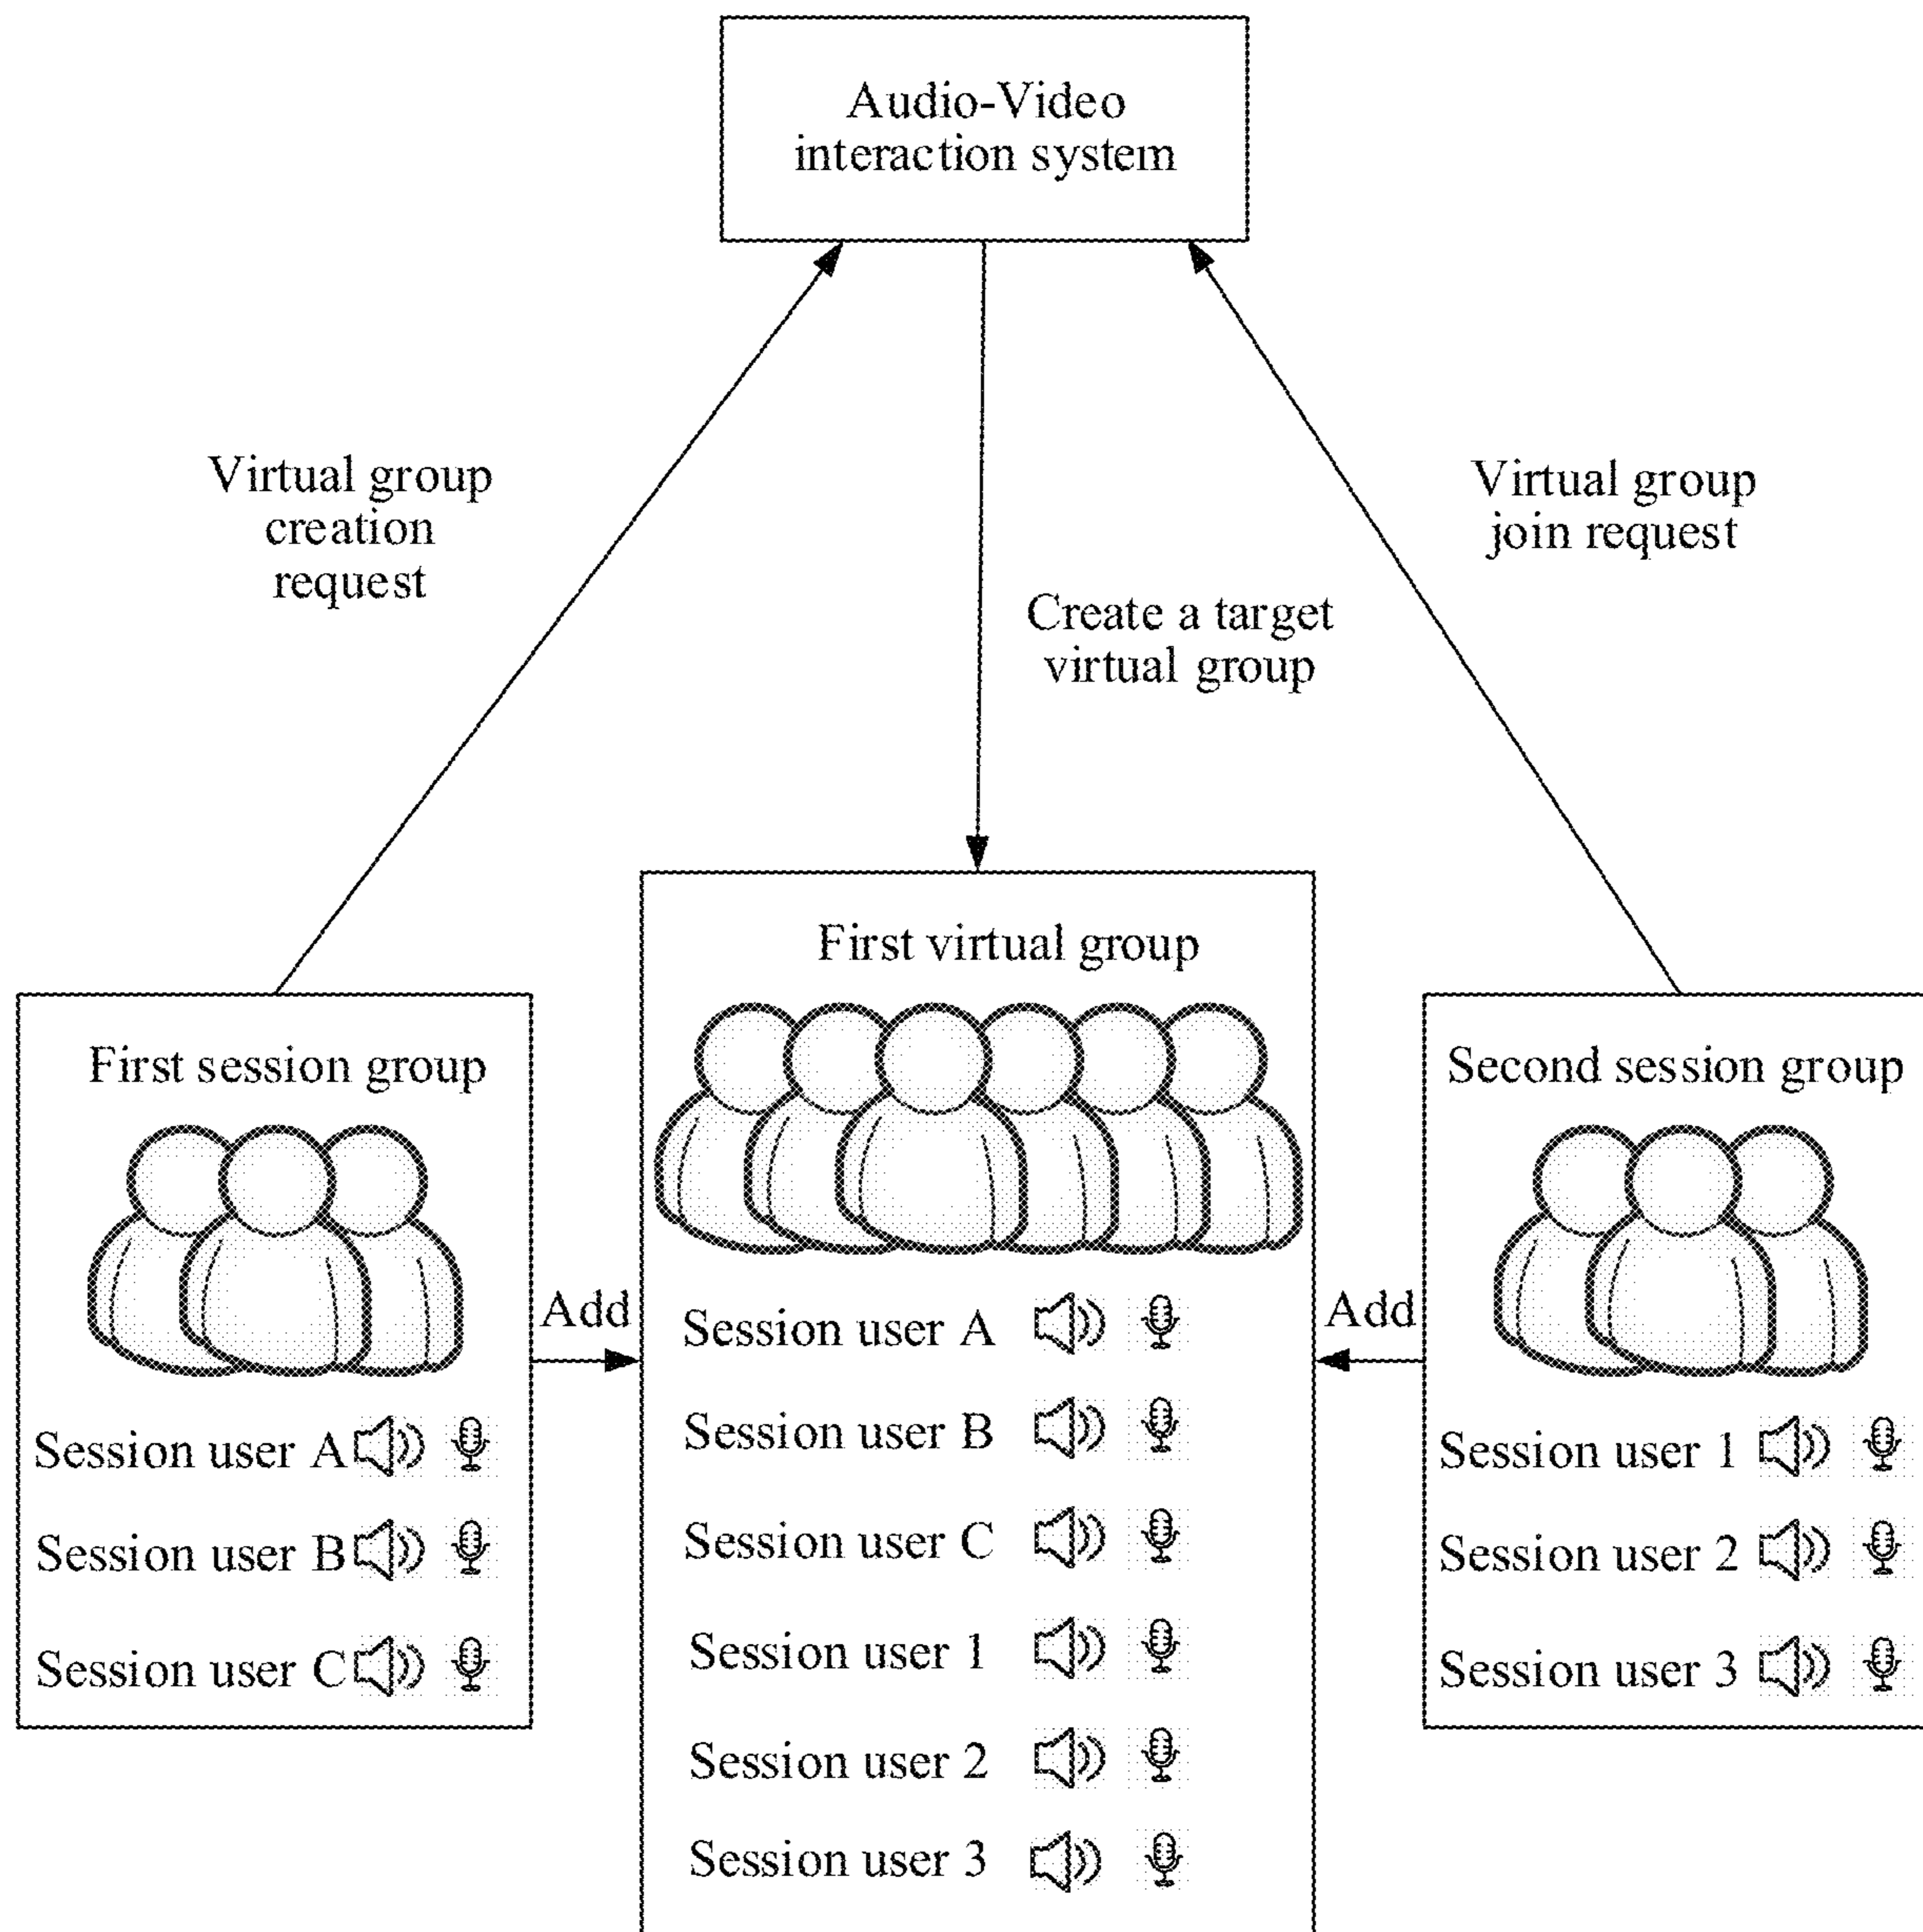 Audio-Video
interaction system
Virtual group
creation
request
Create a target
virtual group
Virtual group
join request
First session group
Session user A
Session user B
Session user C
Add
First virtual group
Session user A
Session user B
Session user C
Session user 1
Session user 2
Session user 3
Add
Second session group
Session user 1
Session user 2
Session user 3